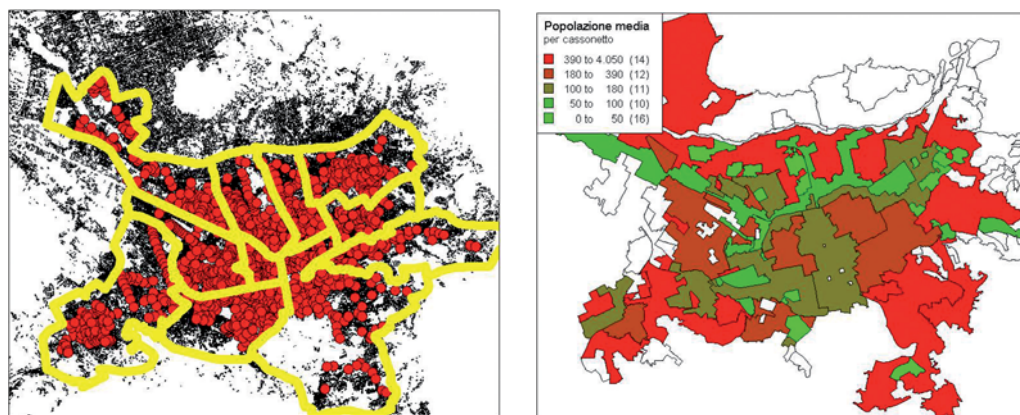 Popolazione media
per cassonetto
390 to 4.050 (14)
180 to 390 (12)
100 to 180 (11)
50 to 100 (10)
0 to 50 (16)